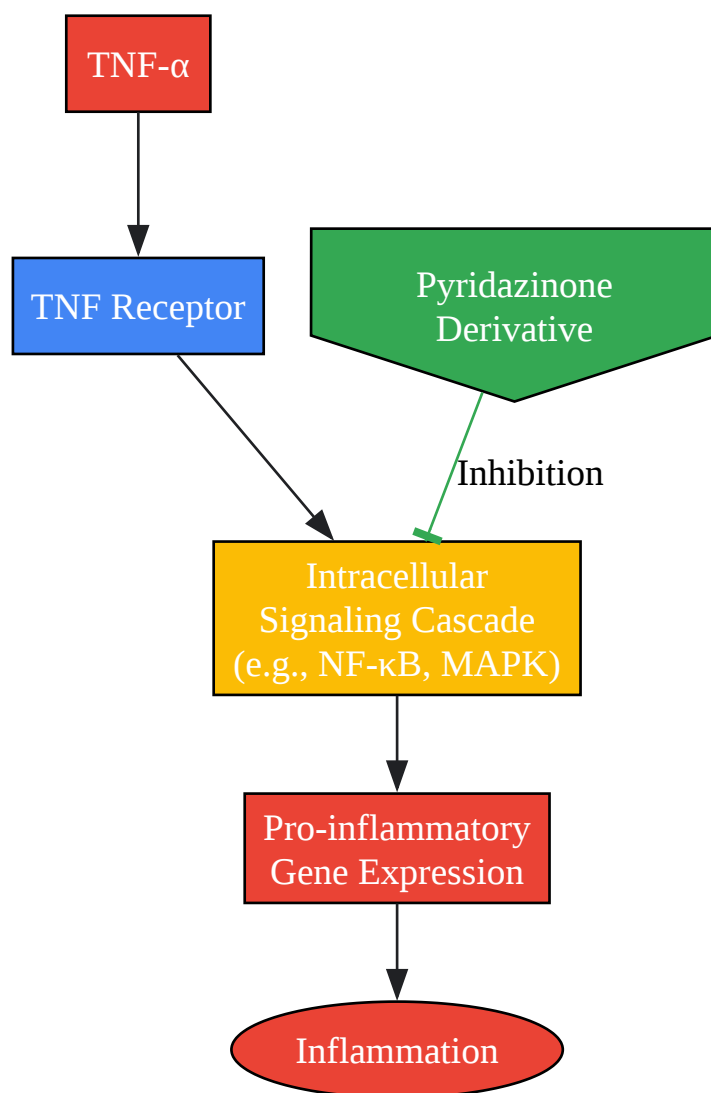 TNF-α
TNF Receptor
Pyridazinone
Derivative
Inhibition
Intracellular
Signaling Cascade
(e.g., NF-κB, MAPK)
Pro-inflammatory
Gene Expression
Inflammation